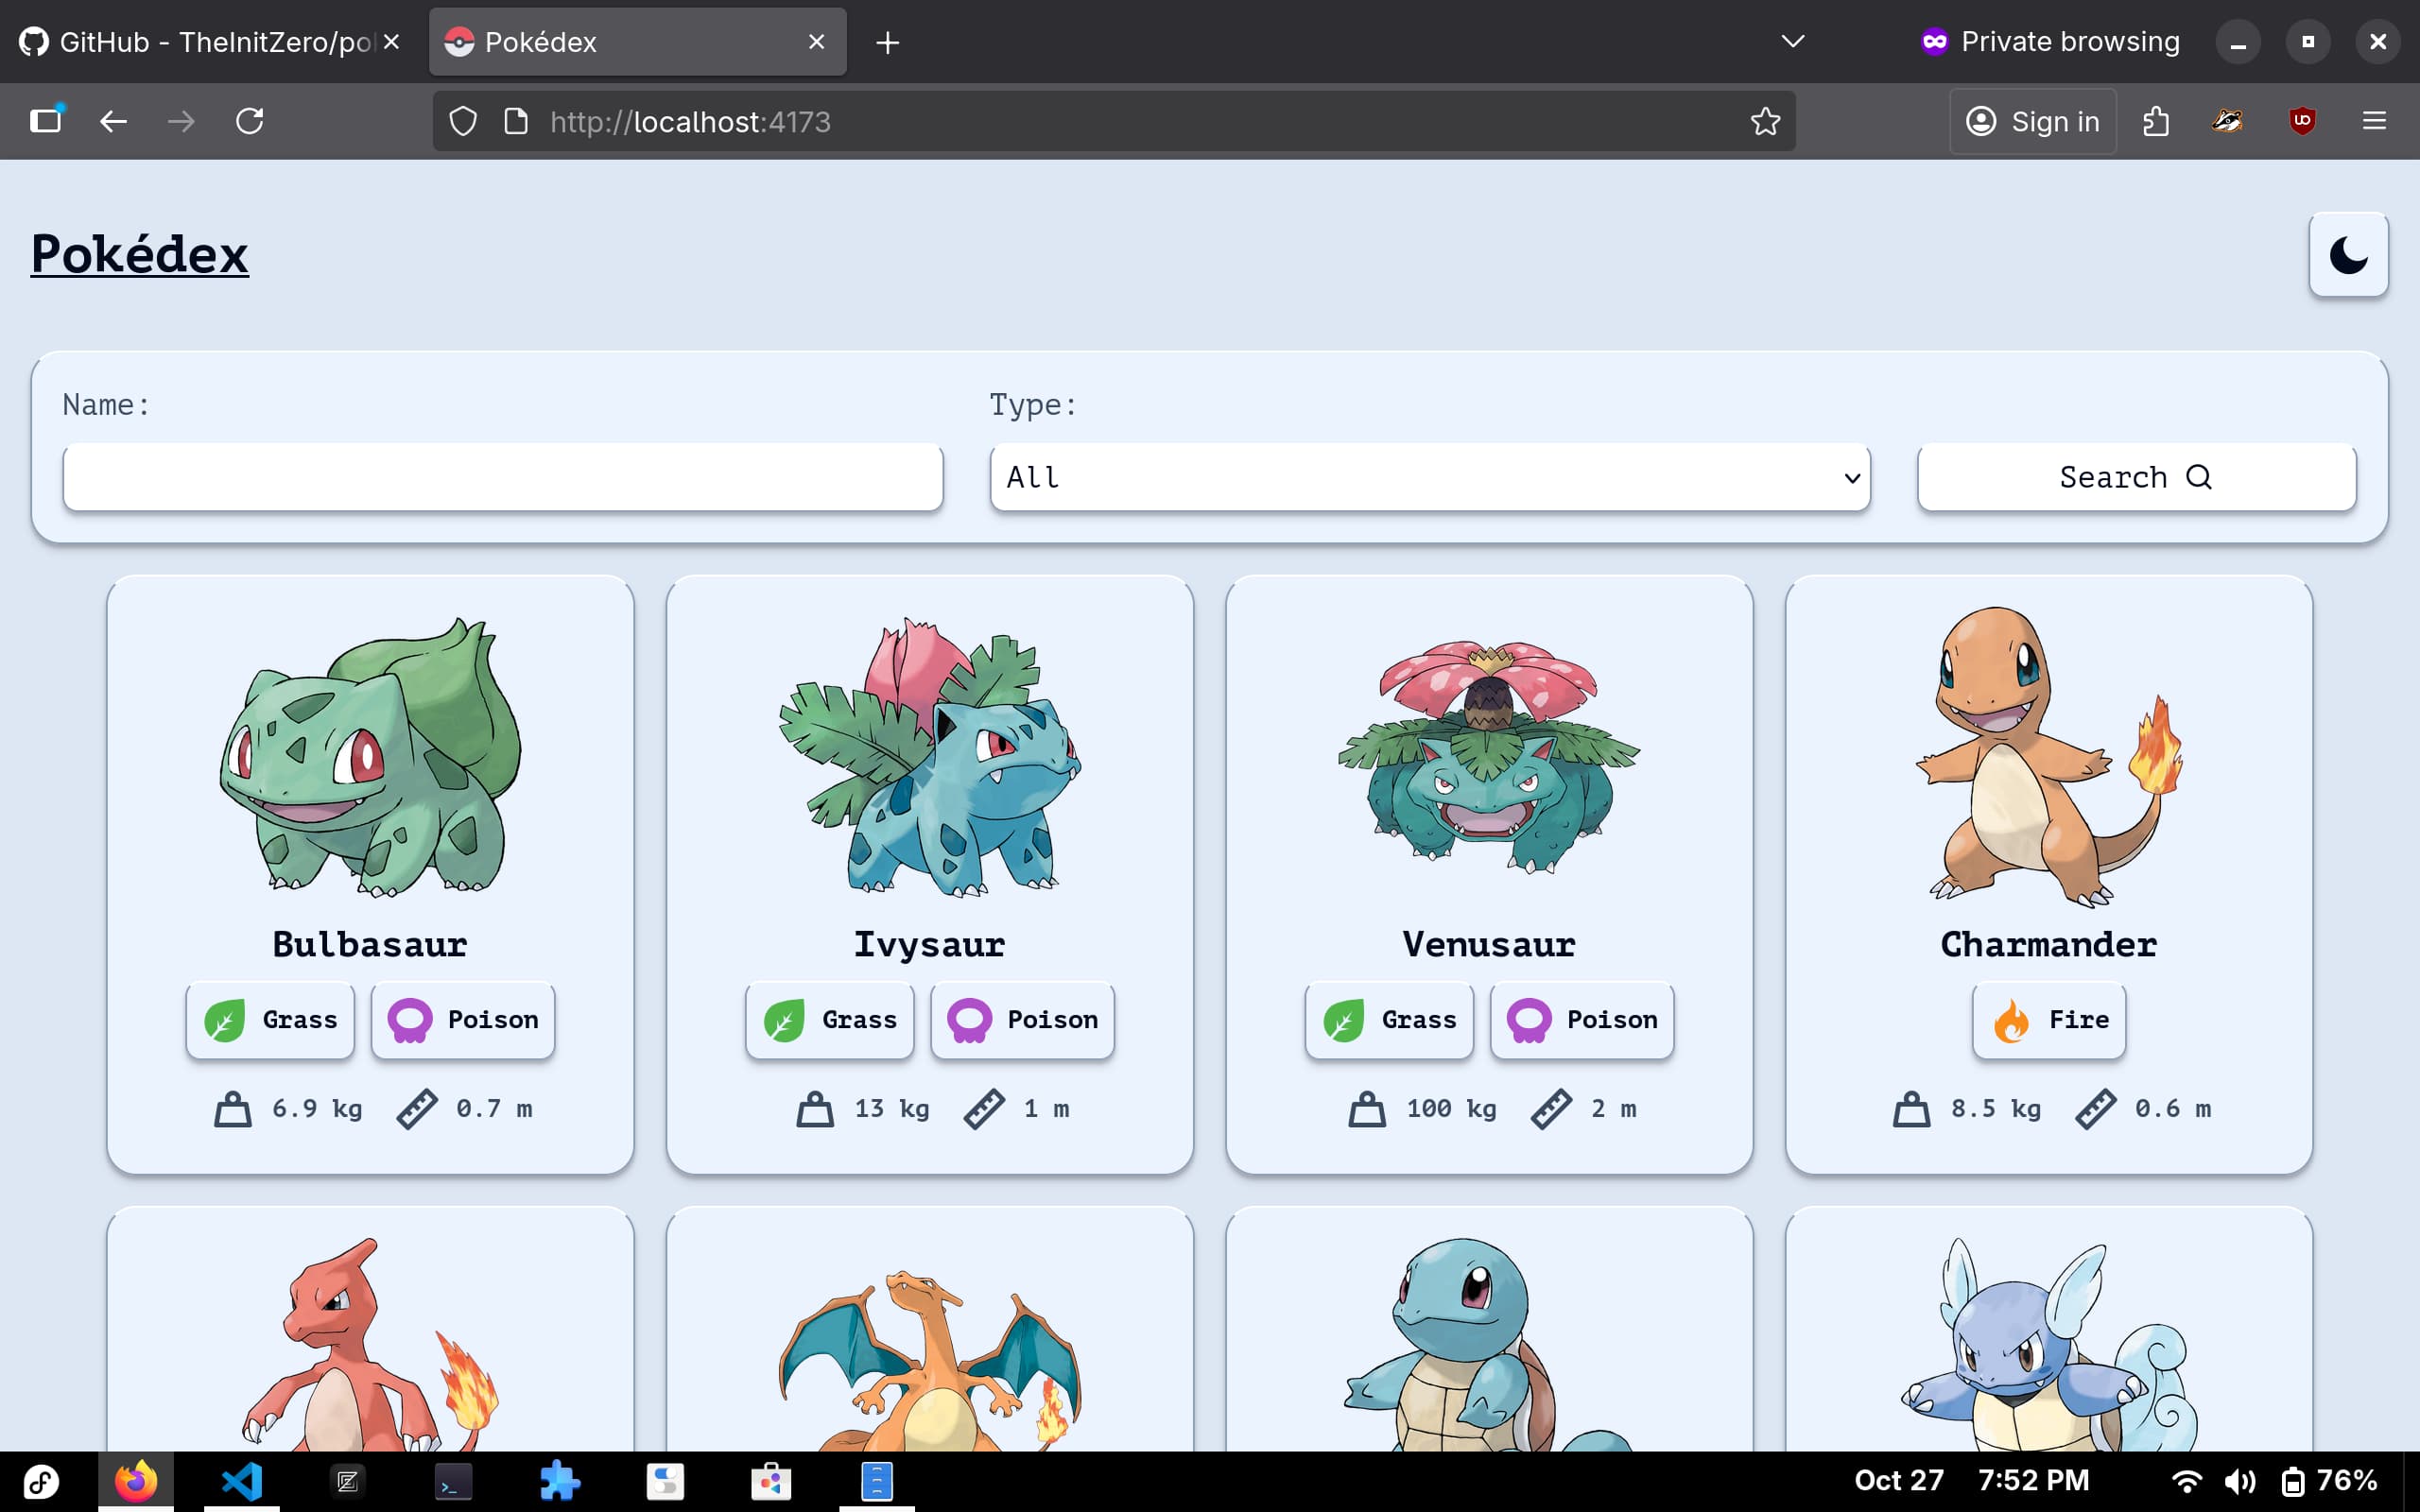 GitHub - TheInitZero/po
Pokédex
Private browsing
http://localhost:4173
Sign in
Pokédex
Name:
Type:
All
Search
Bulbasaur
Ivysaur
Venusaur
Charmander
Grass
Poison
Grass
Poison
Grass
Poison
Fire
6.9 kg
0.7 m
13 kg
1 m
100 kg
2 m
8.5 kg
0.6 m
Oct 27
7:52 PM
76%